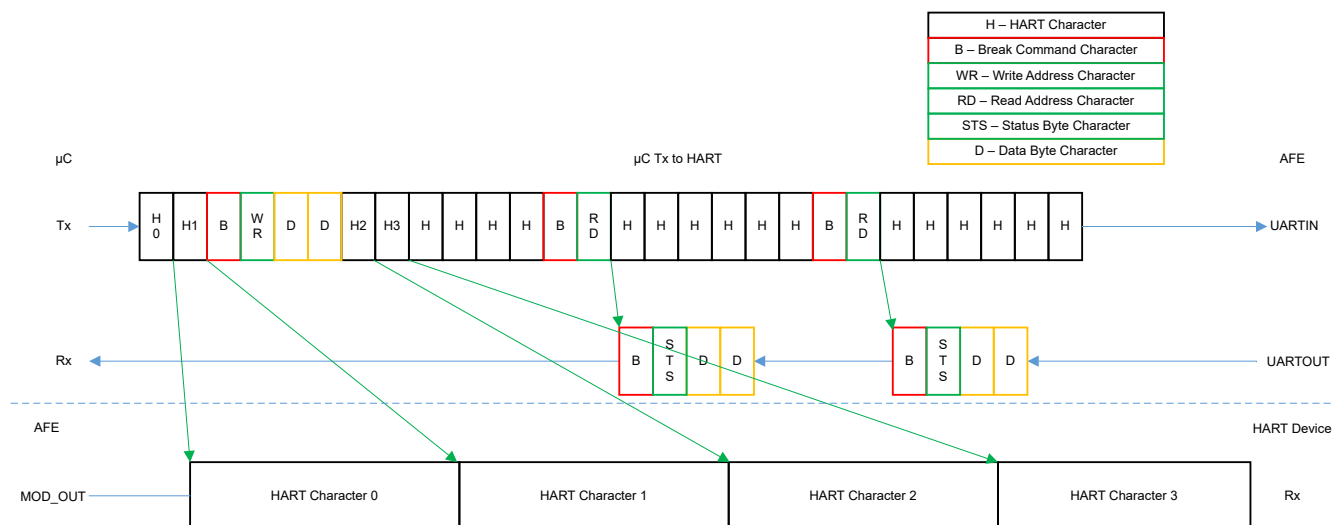 H – HART Character
B – Break Command Character
WR – Write Address Character
RD – Read Address Character
STS – Status Byte Character
D – Data Byte Character
µC
µC Tx to HART
AFE
Tx
H
0
H1
B
W
R
D
D
H2
H3
H
H
H
H
B
R
D
H
H
H
H
H
H
B
R
D
H
H
H
H
H
H
UARTIN
Rx
B
S
T
S
D
D
B
S
T
S
D
D
UARTOUT
AFE
HART Device
MOD_OUT
HART Character 0
HART Character 1
HART Character 2
HART Character 3
Rx